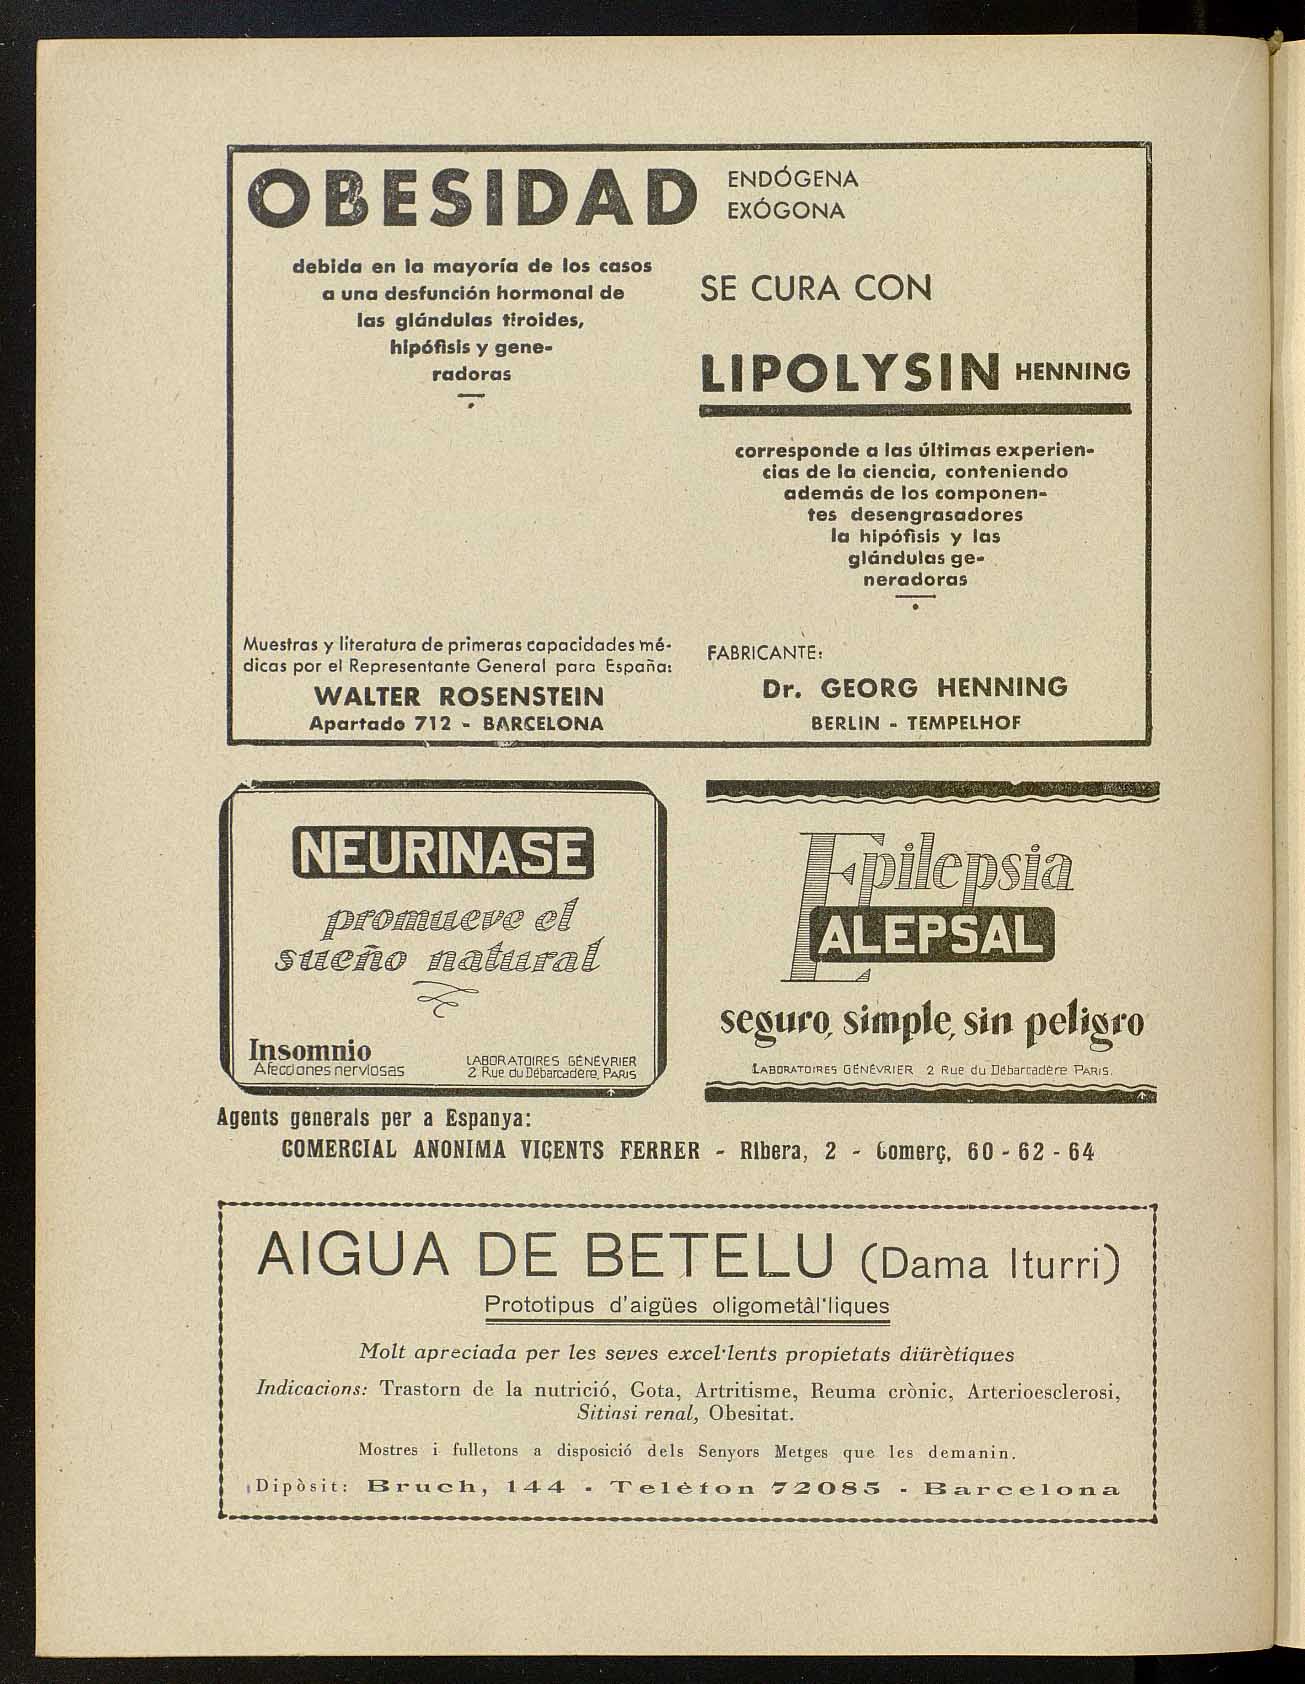 OBESIDAD
ENDÓGENA
EXÓGONA
debida en la mayoría de los casos
a una desfunción hormonal de
las glándulas tiroides,
hipófisis y gene-
radoras
SE CURA CON
LIPOLYSIN HENNING
corresponde a las últimas experien-
cias de la ciencia, conteniendo
además de los componen-
tes desengrasadores
la hipófisis y las
glándulas ge-
neradoras
Muestras y literatura de primeras capacidades mé-
dicas por el Representante General para España:
WALTER ROSENSTEIN
Apartado 712 - BARCELONA
FABRICANTE:
Dr. GEORG HENNING
BERLIN - TEMPELHOF
NEURINASE
promueve el
sueño natural
Insomnio
Afecciones nerviosas
LABORATOIRES GÉNÉVRIER
2 Rue du Débarcadère, PARIS
Epilepsia
ALEPSAL
seguro, simple, sin peligro
LABORATOIRES GÉNÉVRIER 2 Rue du Débarcadère PARIS.
Agents generals per a Espanya:
COMERCIAL ANONIMA VICENTS FERRER - Ribera, 2 - Comerç, 60 - 62 - 64
AIGUA DE BETELU (Dama Iturri)
Prototipus d'aigües oligometàl·liques
Molt apreciada per les seves excel·lents propietats diürètiques
Indicacions: Trastorn de la nutrició, Gota, Artritisme, Reuma crònic, Arterioesclerosi,
Sitiasi renal, Obesitat.
Mostres i fulletons a disposició dels Senyors Metges que les demanin.
Dipòsit: Bruch, 144 - Telèfon 72085 - Barcelona